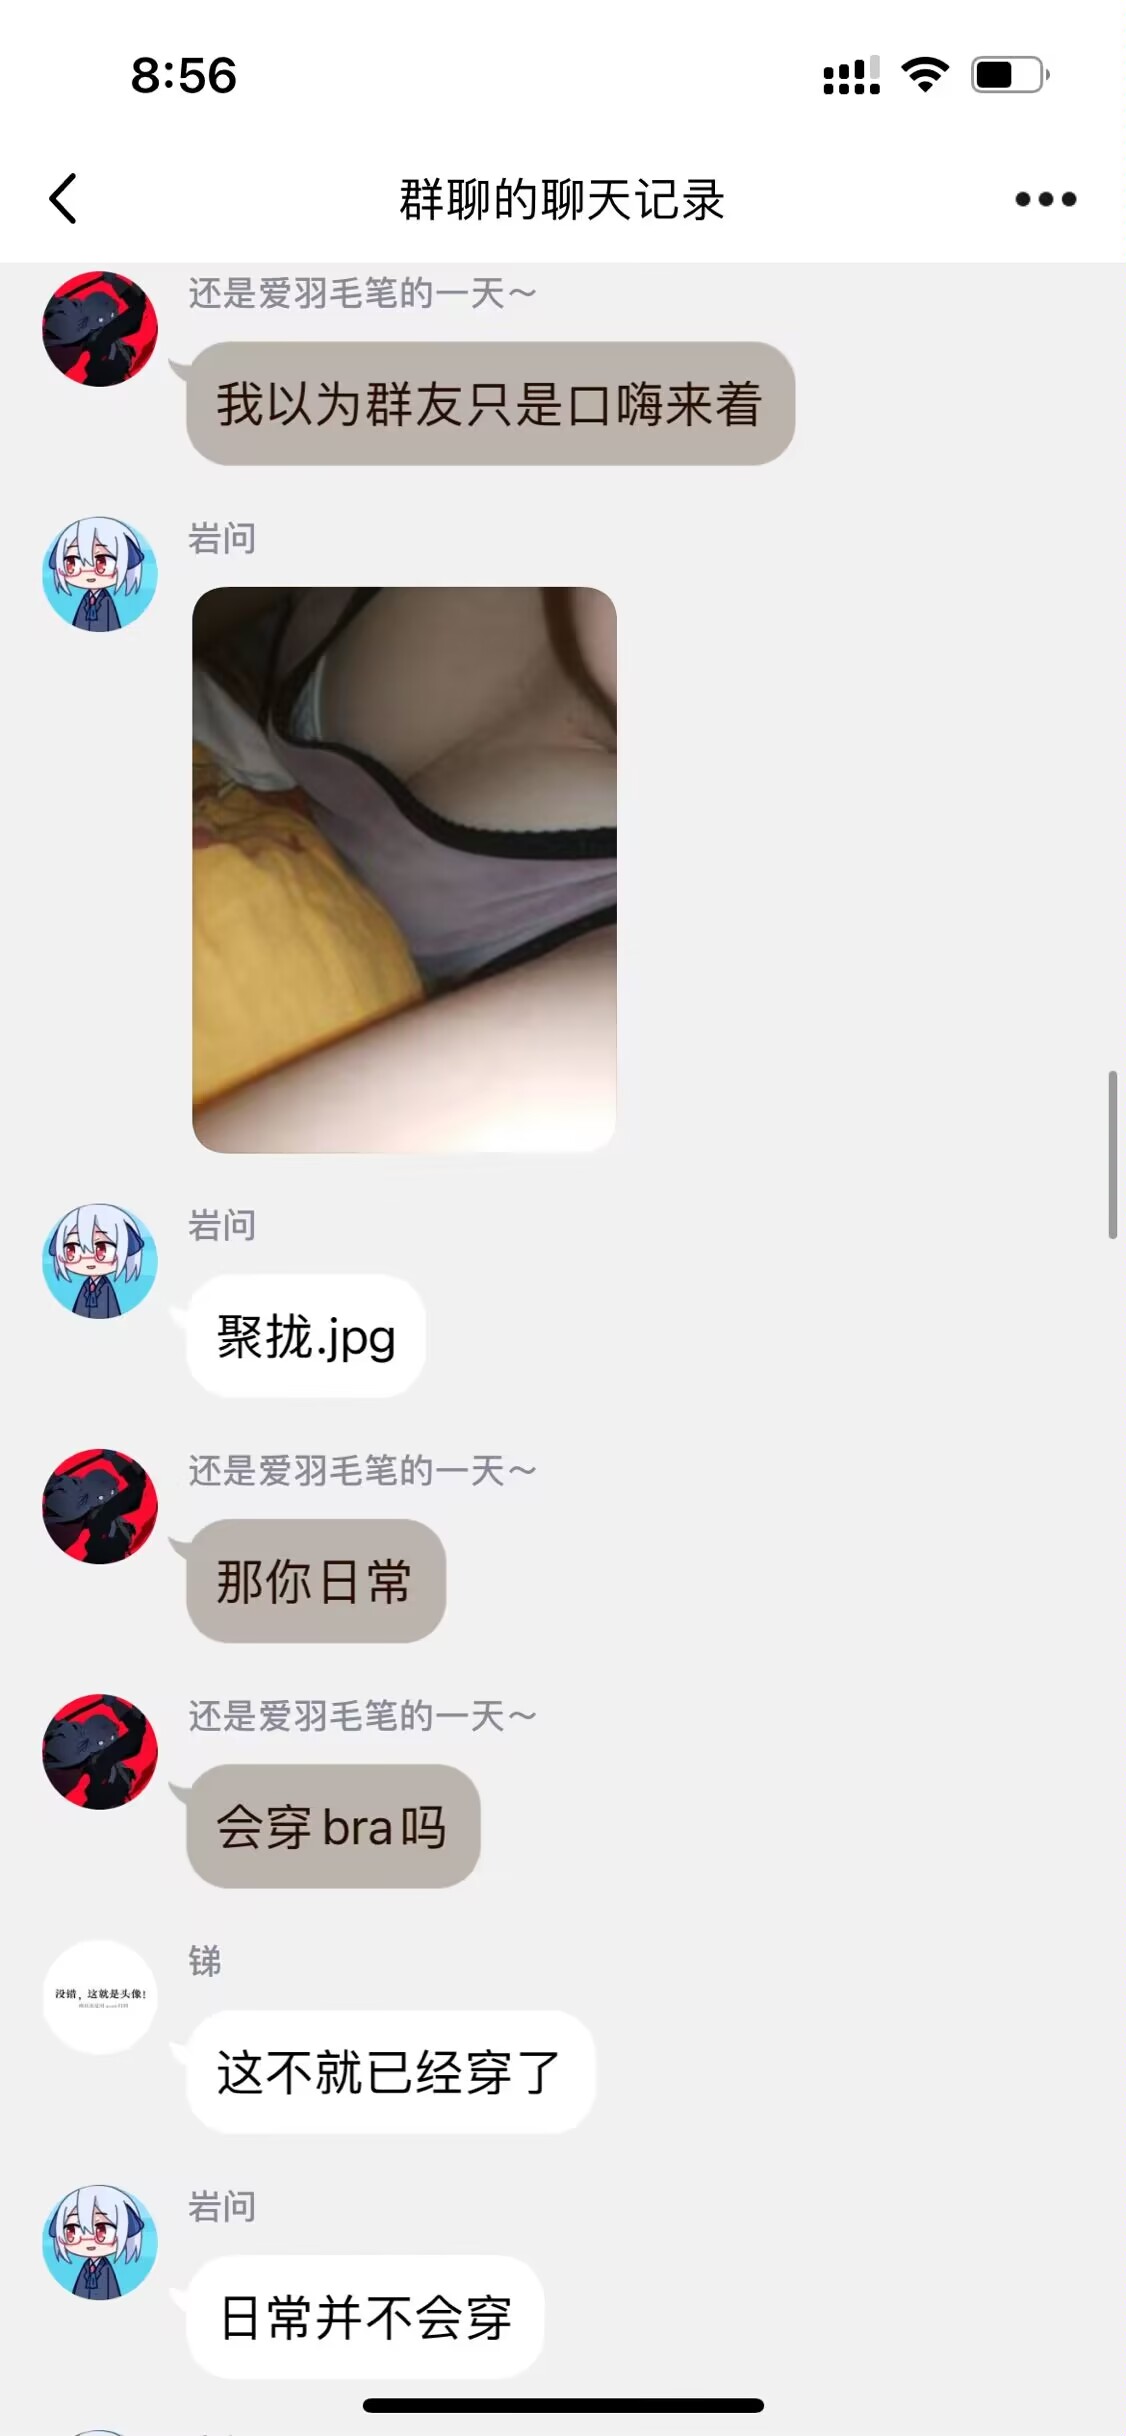 8:56
群聊的聊天记录
还是爱羽毛笔的一天～
我以为群友只是口嗨来着
岩问
岩问
聚拢.jpg
还是爱羽毛笔的一天～
那你日常
还是爱羽毛笔的一天～
会穿bra吗
锑
没错，这就是头像！
这不就已经穿了
岩问
日常并不会穿